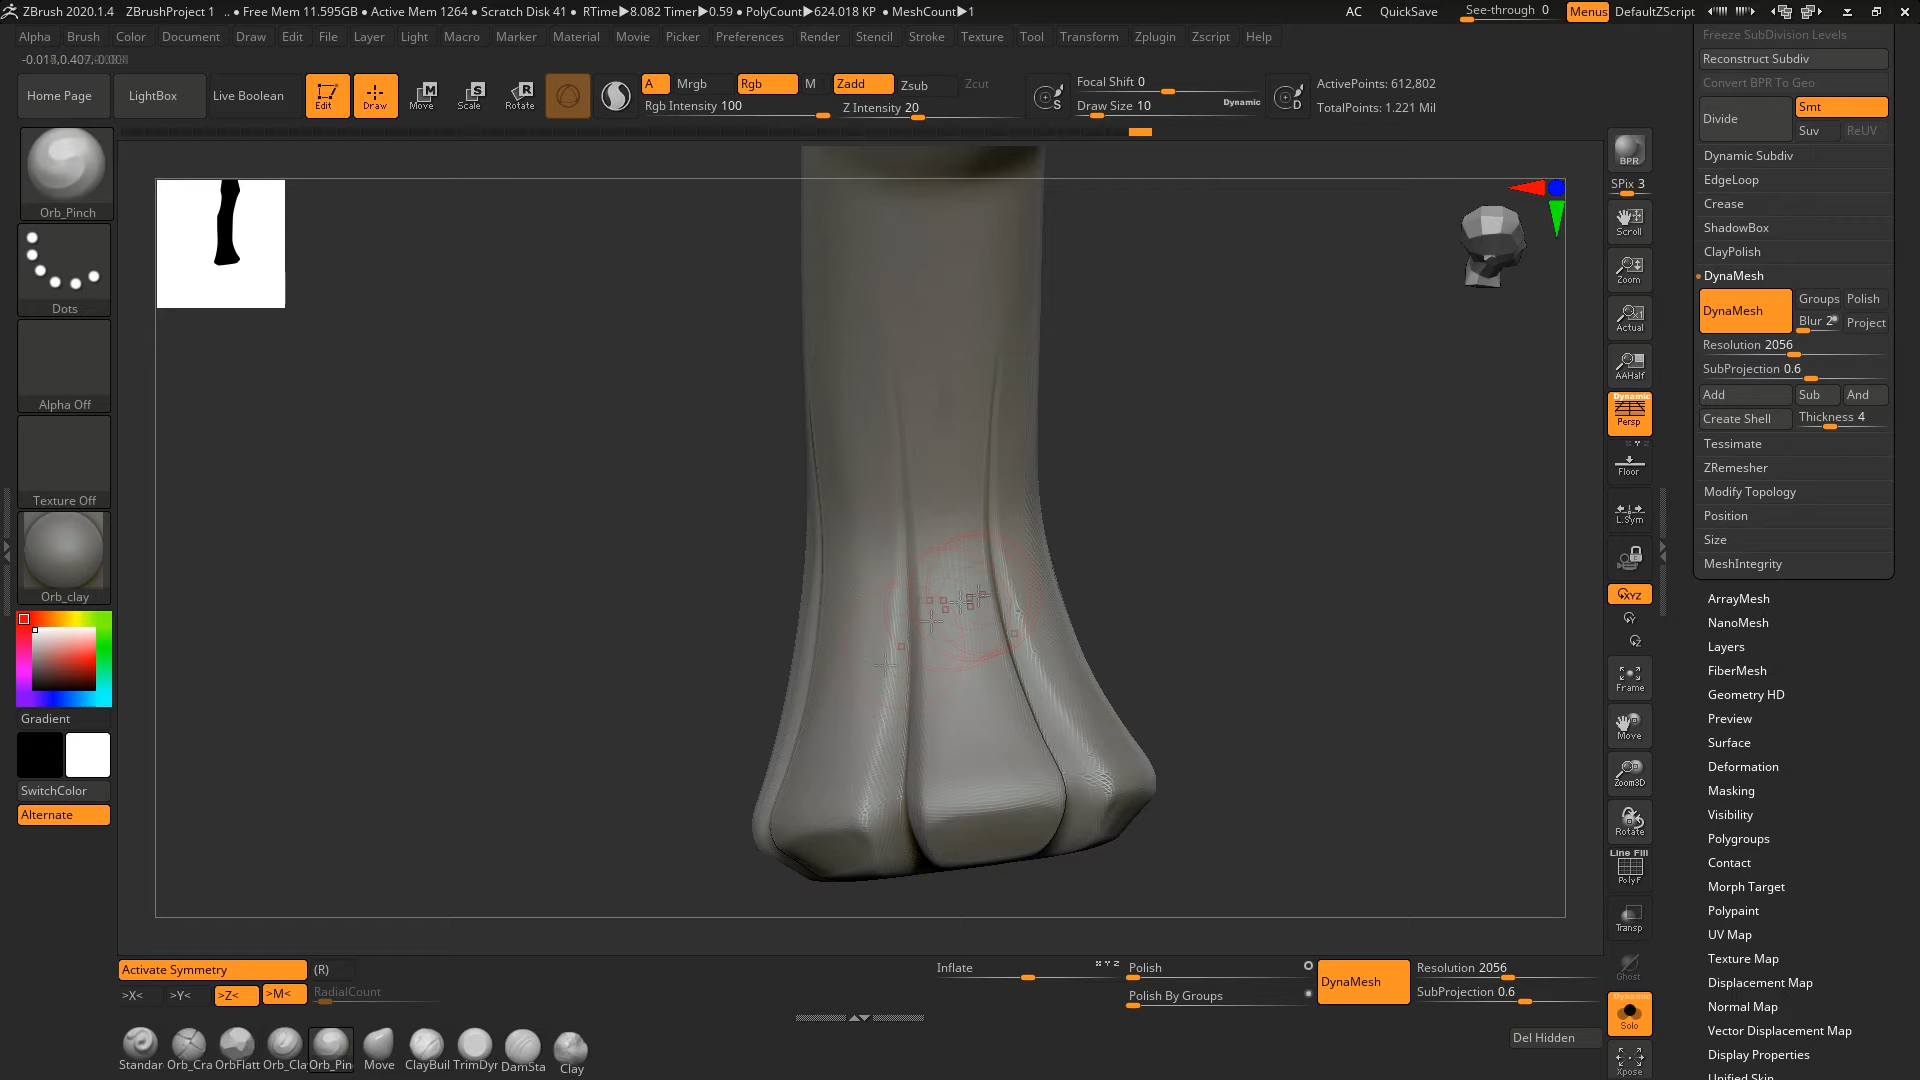 ZBrush 2020.1.4 ZBrushProject 1 .. ● Free Mem 11.595GB ● Active Mem 1264 ● Scratch Disk 41 ● RTime▶8.082 Timer▶0.59 ● PolyCount▶624.018 KP ● MeshCount▶1 AC QuickSave See-through 0 Menus DefaultZScript
Alpha Brush Color Document Draw Edit File Layer Light Macro Marker Material Movie Picker Preferences Render Stencil Stroke Texture Tool Transform Zplugin Zscript Help
Home Page LightBox Live Boolean Edit Draw Move Scale Rotate
A Mrgb Rgb M Zadd Zsub Zcut
Rgb Intensity 100 Z Intensity 20
S Focal Shift 0
Draw Size 10 Dynamic
D ActivePoints: 612,802
TotalPoints: 1.221 Mil
Orb_Pinch
Dots
Alpha Off
Texture Off
Orb_clay
Gradient
SwitchColor
Alternate
BPR
SPix 3
Scroll
Zoom
Actual
AAHalf
Dynamic
Persp
Floor
L.Sym
XYZ
Y
Z
Frame
Move
Zoom3D
Rotate
Line Fill
PolyF
Transp
Ghost
Dynamic
Solo
Xpose
Freeze SubDivision Levels
Reconstruct Subdiv
Convert BPR To Geo
Divide Smt
Suv ReUV
Dynamic Subdiv
EdgeLoop
Crease
ShadowBox
ClayPolish
DynaMesh
DynaMesh Groups Polish
Blur 2 Project
Resolution 2056
SubProjection 0.6
Add Sub And
Create Shell Thickness 4
Tessimate
ZRemesher
Modify Topology
Position
Size
MeshIntegrity
ArrayMesh
NanoMesh
Layers
FiberMesh
Geometry HD
Preview
Surface
Deformation
Masking
Visibility
Polygroups
Contact
Morph Target
Polypaint
UV Map
Texture Map
Displacement Map
Normal Map
Vector Displacement Map
Display Properties
Unified Skin
Activate Symmetry (R)
>X< >Y< >Z< >M< RadialCount
Inflate X Y Z Polish
Polish By Groups
DynaMesh Resolution 2056
SubProjection 0.6
Del Hidden
Standar Orb_Cra OrbFlatt Orb_Cla Orb_Pin Move ClayBuil TrimDyr DamSta Clay